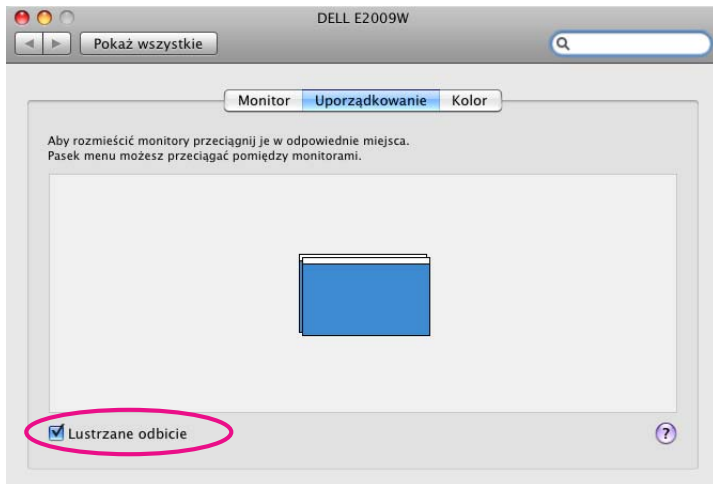 DELL E2009W
Pokaż wszystkie
Monitor Uporządkowanie Kolor
Aby rozmieścić monitory przeciągnij je w odpowiednie miejsca.
Pasek menu możesz przeciągać pomiędzy monitorami.
Lustrzane odbicie
?